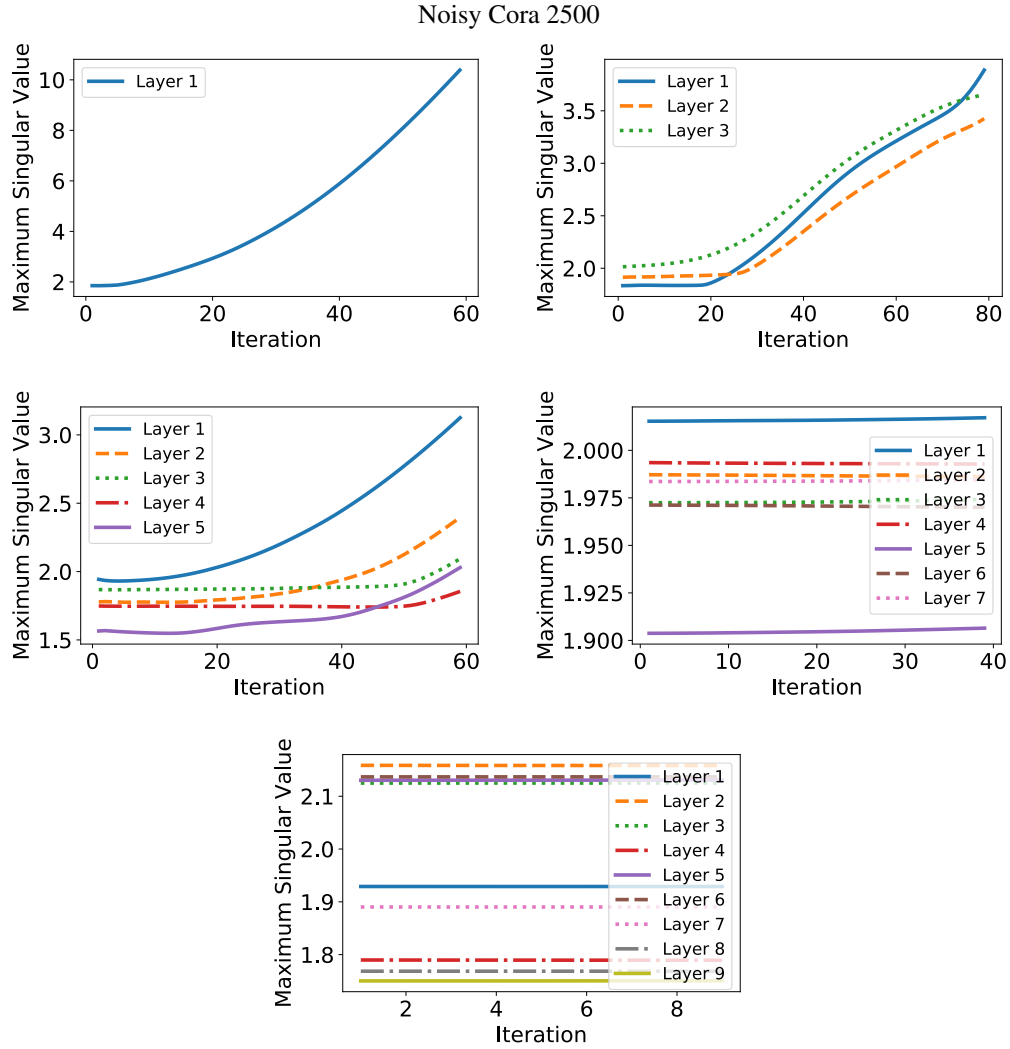 Noisy Cora 2500
Maximum Singular Value
10
8
6
4
2
Layer 1
0
20
40
60
Iteration
Maximum Singular Value
3.5
3.0
2.5
2.0
Layer 1
Layer 2
Layer 3
0
20
40
60
80
Iteration
Maximum Singular Value
3.0
2.5
2.0
1.5
Layer 1
Layer 2
Layer 3
Layer 4
Layer 5
0
20
40
60
Iteration
Maximum Singular Value
2.000
1.975
1.950
1.925
1.900
Layer 1
Layer 2
Layer 3
Layer 4
Layer 5
Layer 6
Layer 7
0
10
20
30
40
Iteration
Maximum Singular Value
2.1
2.0
1.9
1.8
Layer 1
Layer 2
Layer 3
Layer 4
Layer 5
Layer 6
Layer 7
Layer 8
Layer 9
2
4
6
8
Iteration